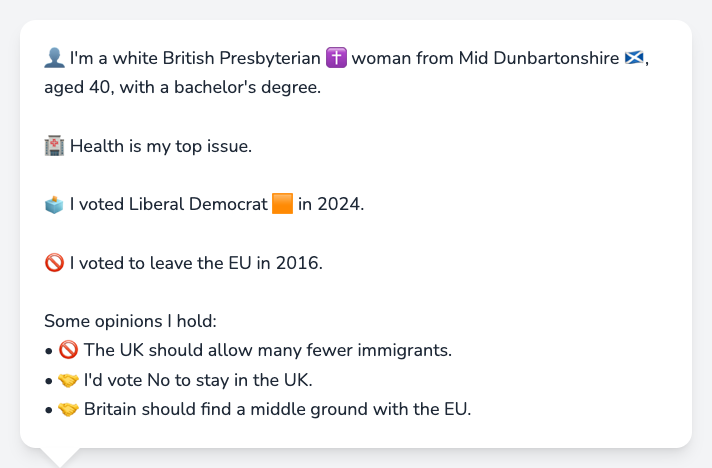 👤 I'm a white British Presbyterian ✝️ woman from Mid Dunbartonshire 🏴󠁧󠁢󠁳󠁣󠁴󠁿,
aged 40, with a bachelor's degree.
🏥 Health is my top issue.
🗳️ I voted Liberal Democrat 🟧 in 2024.
🚫 I voted to leave the EU in 2016.
Some opinions I hold:
• 🚫 The UK should allow many fewer immigrants.
• 🤝 I'd vote No to stay in the UK.
• 🤝 Britain should find a middle ground with the EU.